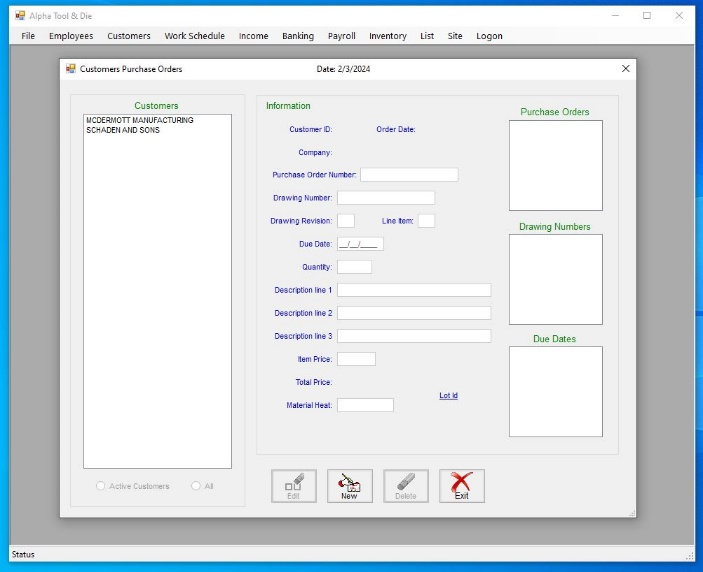 Alpha Tool & Die
File Employees Customers Work Schedule Income Banking Payroll Inventory List Site Logon
Customers Purchase Orders Date: 2/3/2024
Customers
MCDERMOTT MANUFACTURING
SCHADEN AND SONS
Active Customers All
Information
Customer ID: Order Date:
Company:
Purchase Order Number:
Drawing Number:
Drawing Revision: Line Item:
Due Date: __/__/____
Quantity:
Description line 1
Description line 2
Description line 3
Item Price:
Total Price:
Lot Id
Material Heat:
Purchase Orders
Drawing Numbers
Due Dates
Edit New Delete Exit
Status